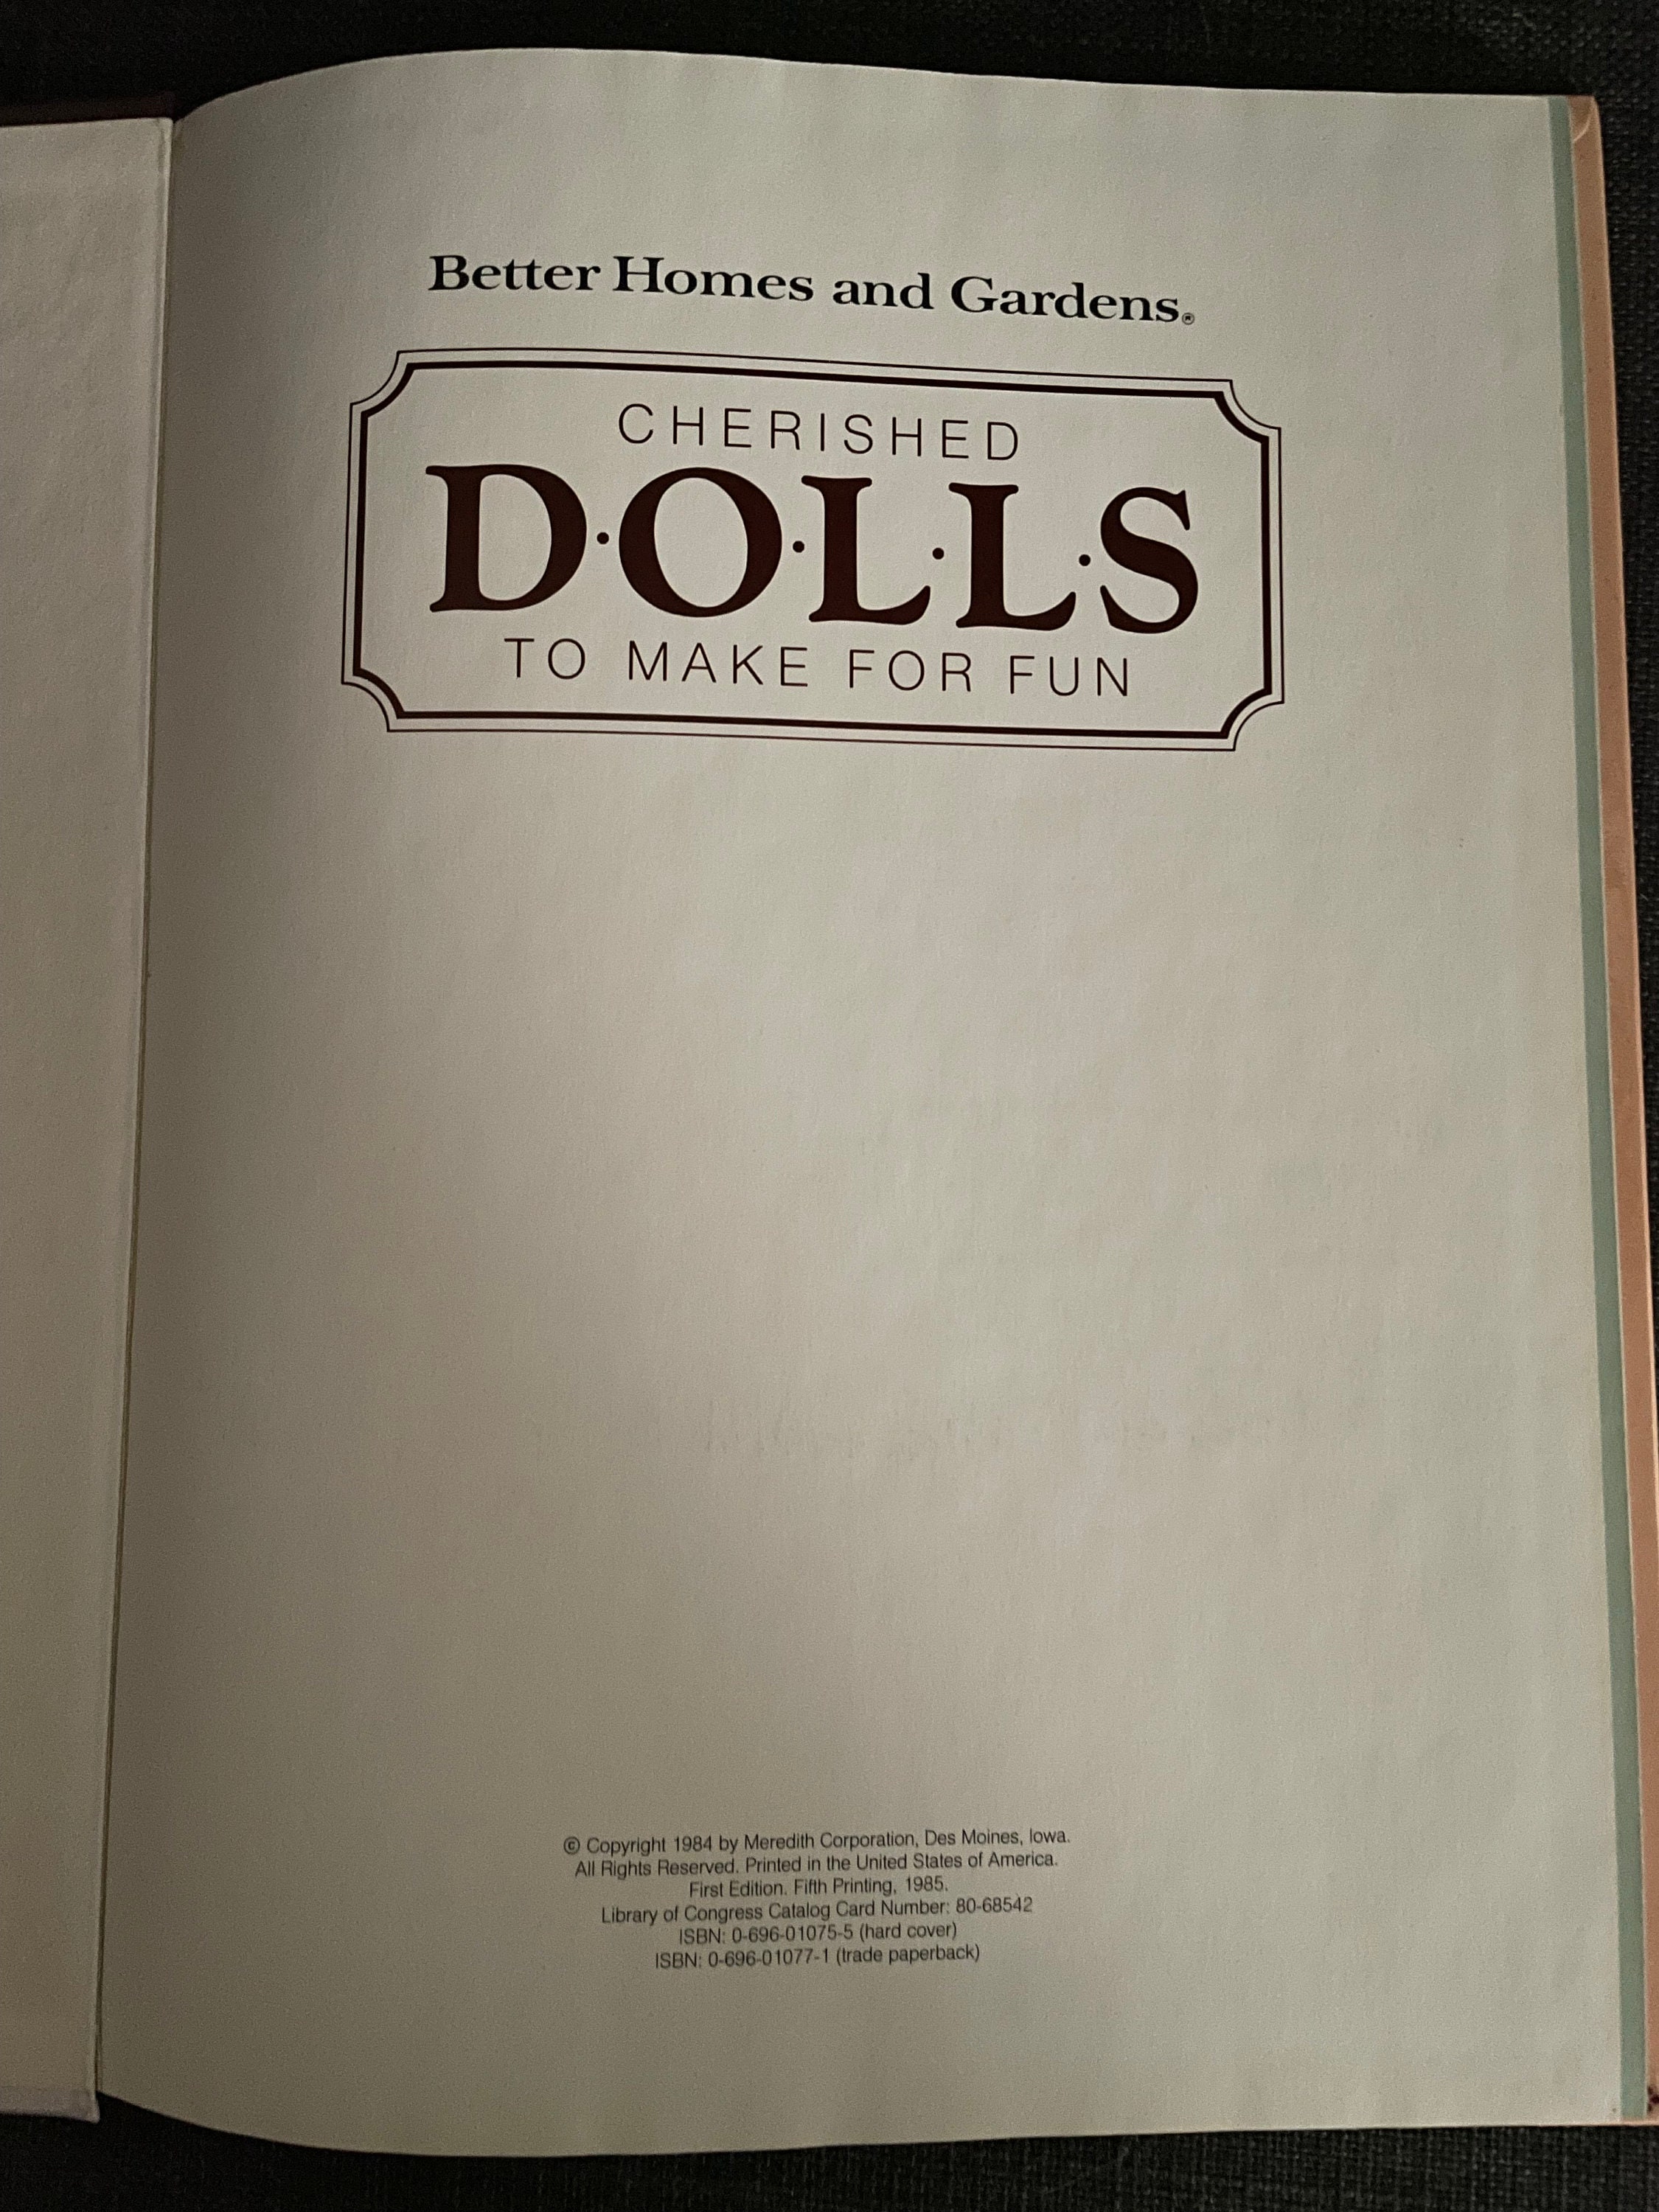 Better Homes and Gardens®
CHERISHED
D·O·L·L·S
TO MAKE FOR FUN
© Copyright 1984 by Meredith Corporation, Des Moines, Iowa.
All Rights Reserved. Printed in the United States of America.
First Edition. Fifth Printing, 1985.
Library of Congress Catalog Card Number: 80-68542
ISBN: 0-696-01075-5 (hard cover)
ISBN: 0-696-01077-1 (trade paperback)